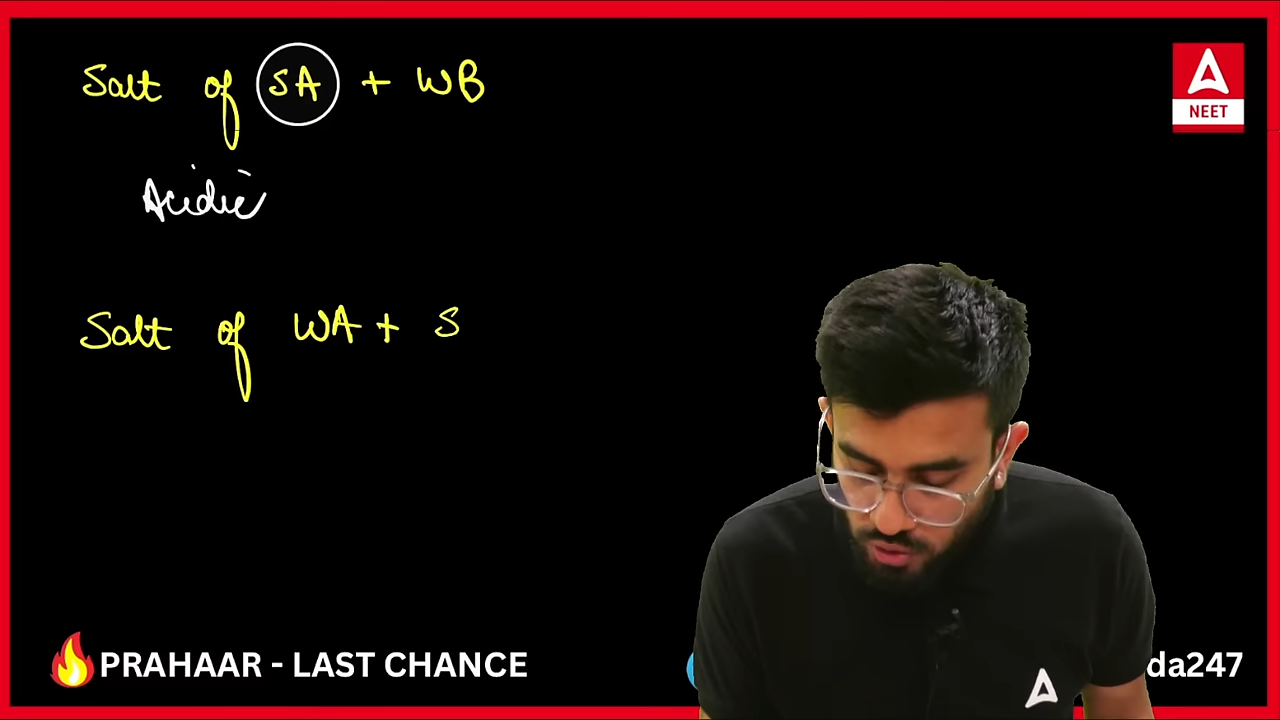 Salt of SA + WB
NEET
Acidic
Salt of WA + S
PRAHAAR - LAST CHANCE
da247